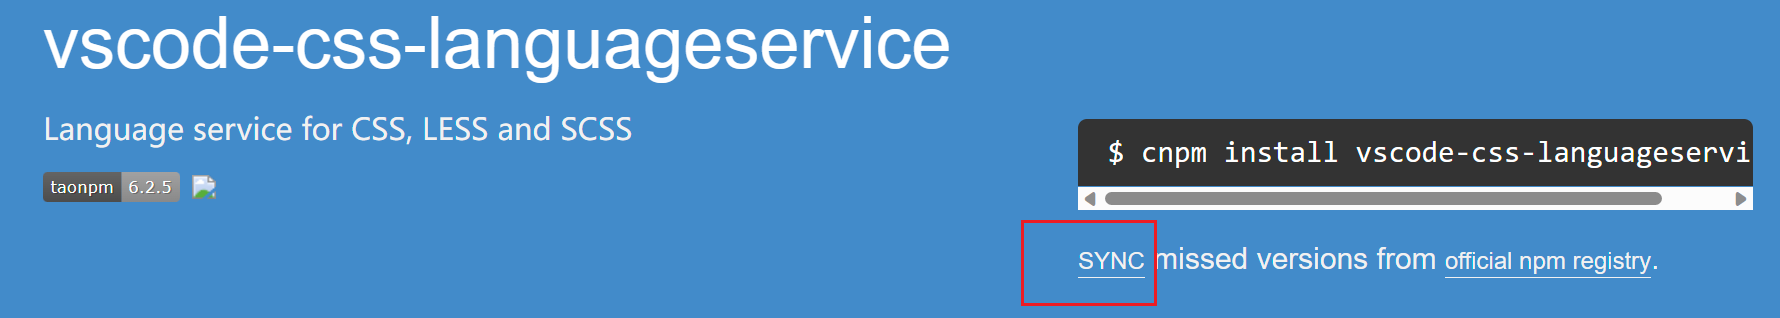 vscode-css-languageservice
Language service for CSS, LESS and SCSS
taonpm 6.2.5
$ cnpm install vscode-css-languageservi
SYNC missed versions from official npm registry.